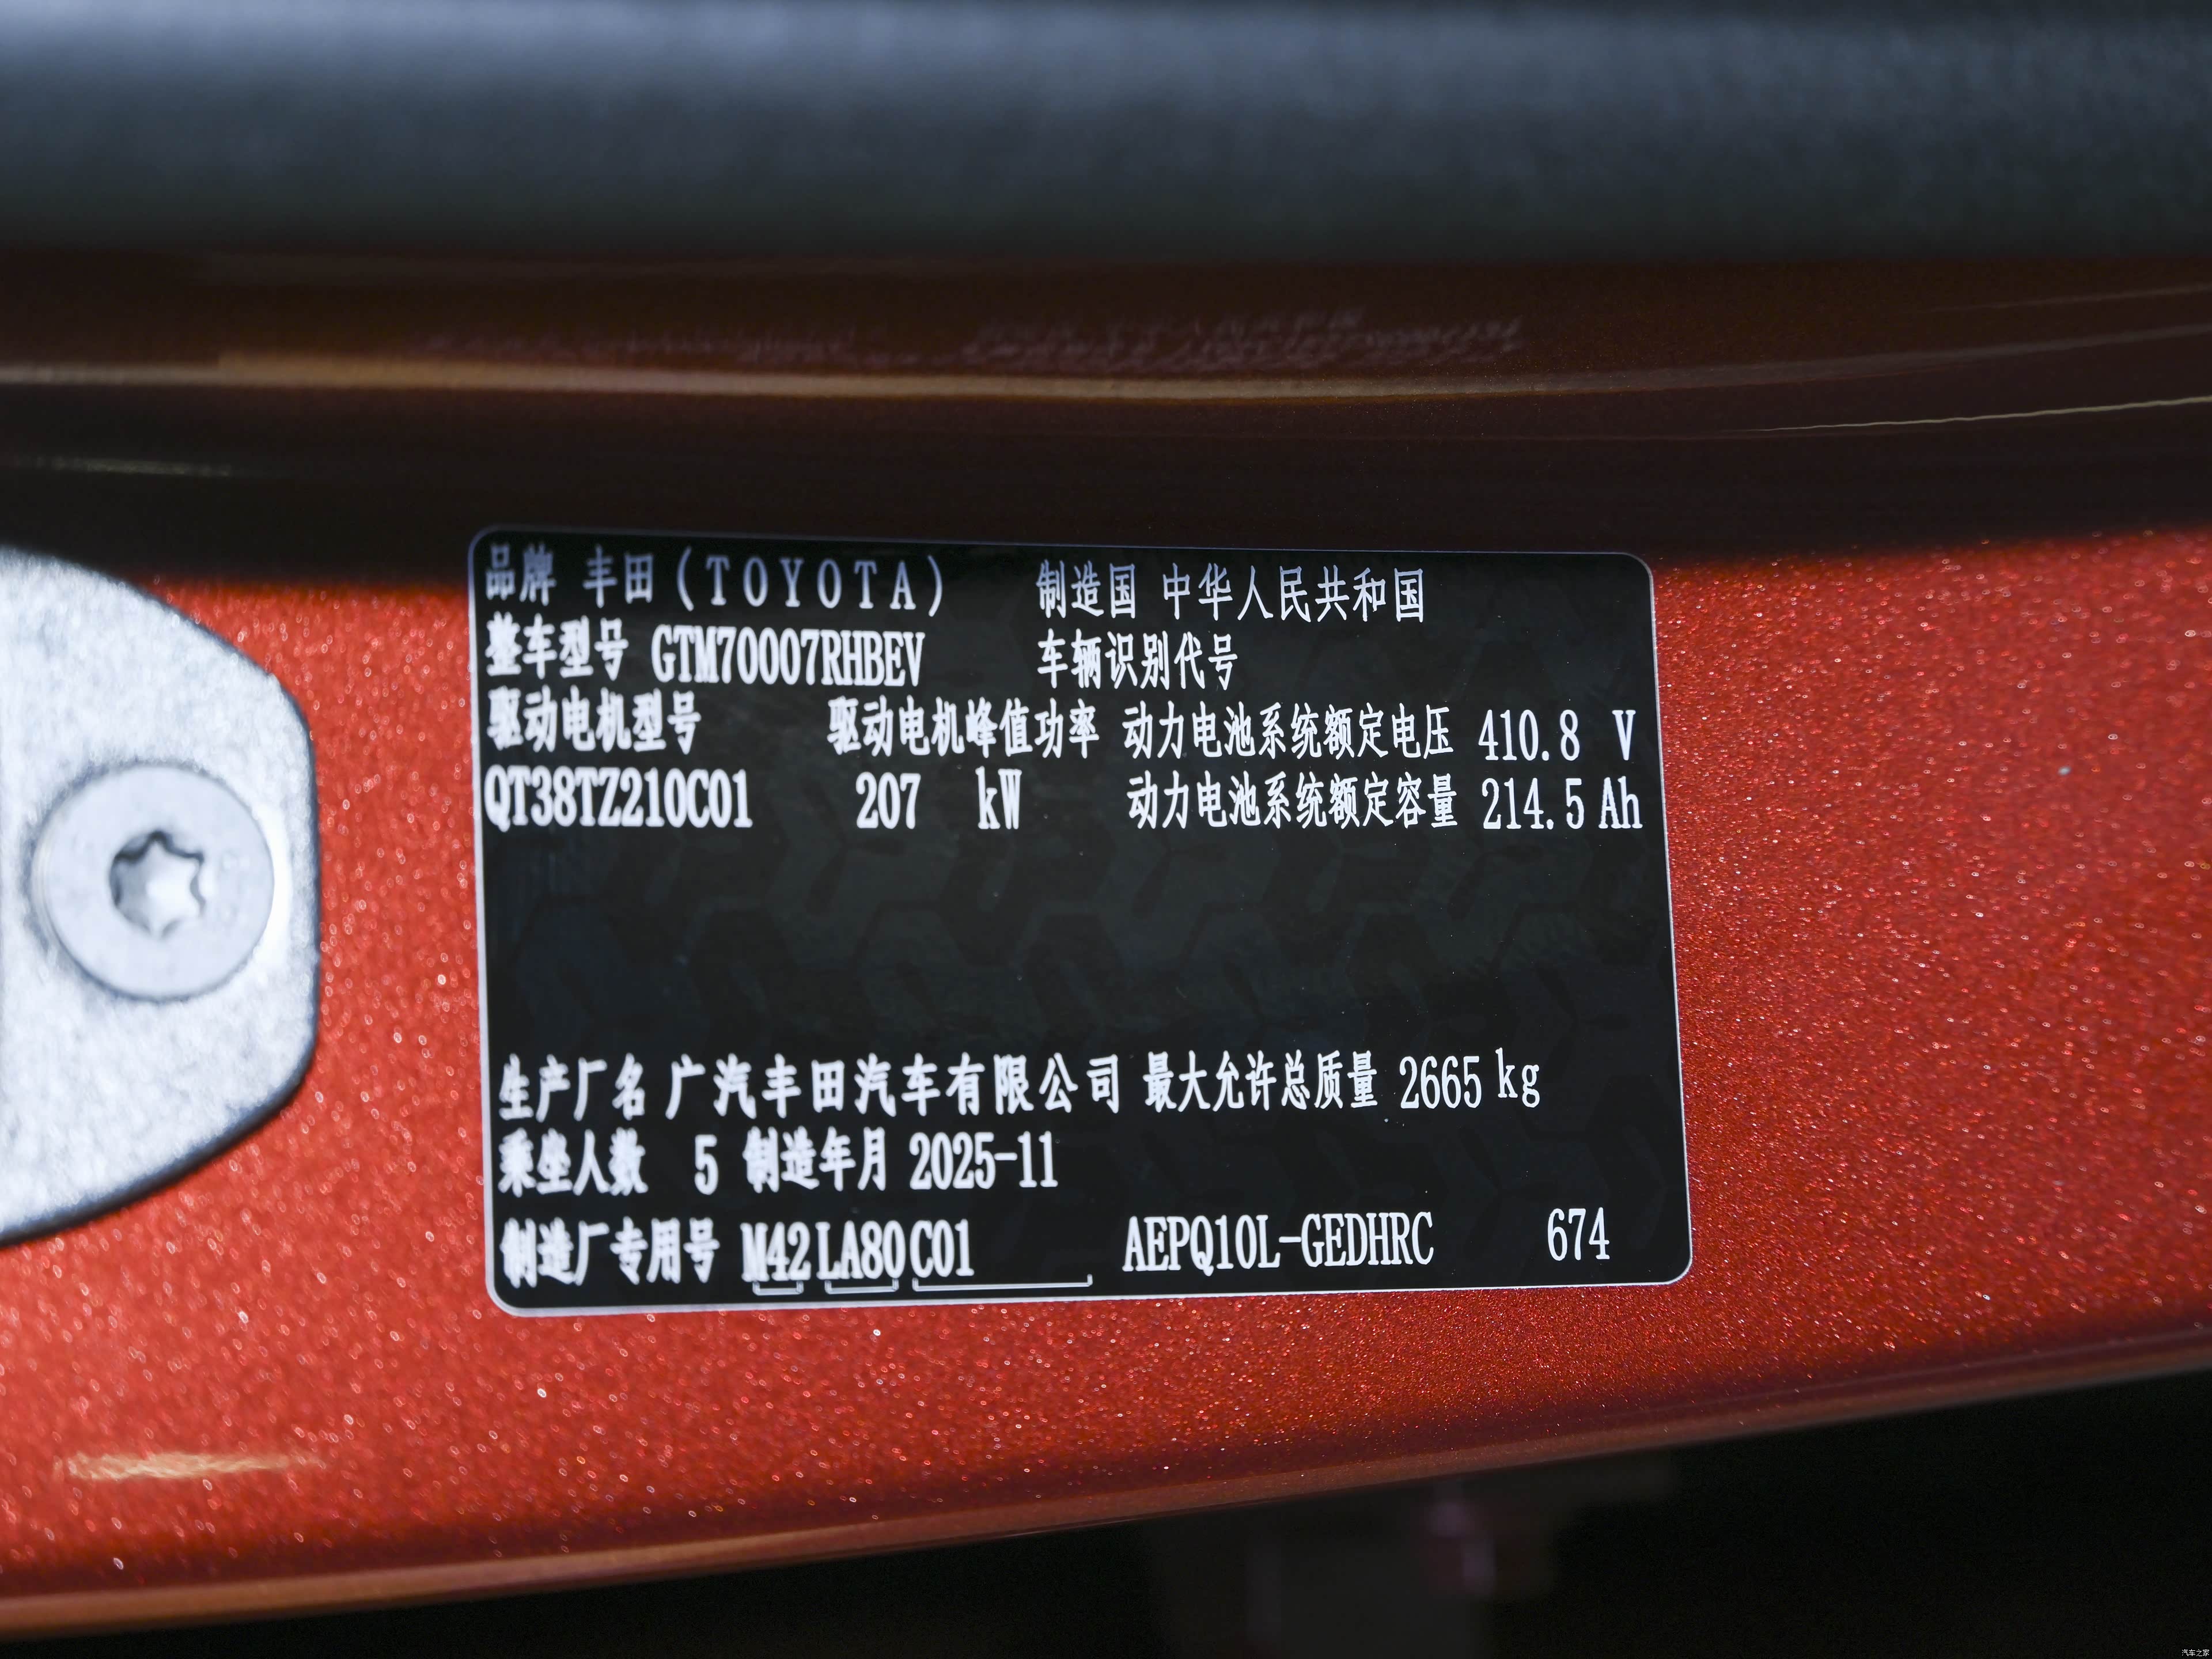 品牌 丰田(TOYOTA) 制造国 中华人民共和国
整车型号 GTM70007RHBEV 车辆识别代号
驱动电机型号 驱动电机峰值功率 动力电池系统额定电压 410.8 V
QT38TZ210C01 207 kW 动力电池系统额定容量 214.5 Ah
生产厂名 广汽丰田汽车有限公司 最大允许总质量 2665 kg
乘坐人数 5 制造年月 2025-11
制造厂专用号 M42 LA80 C01 AEPQ10L-GEDHRC 674
汽车之家